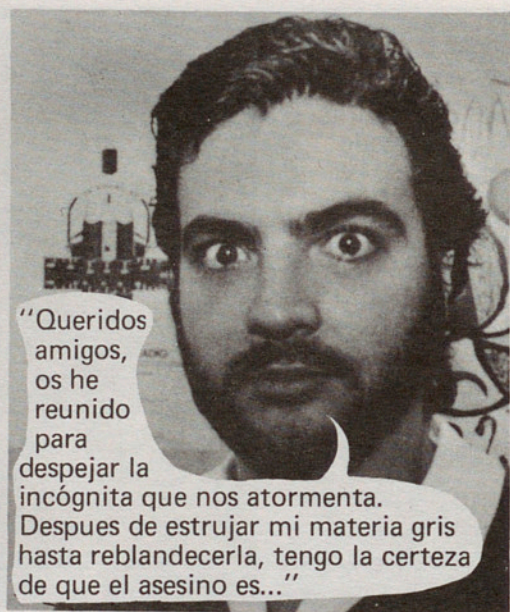 "Queridos
amigos,
os he
reunido
para
despejar la
incógnita que nos atormenta.
Despues de estrujar mi materia gris
hasta reblandecerla, tengo la certeza
de que el asesino es..."